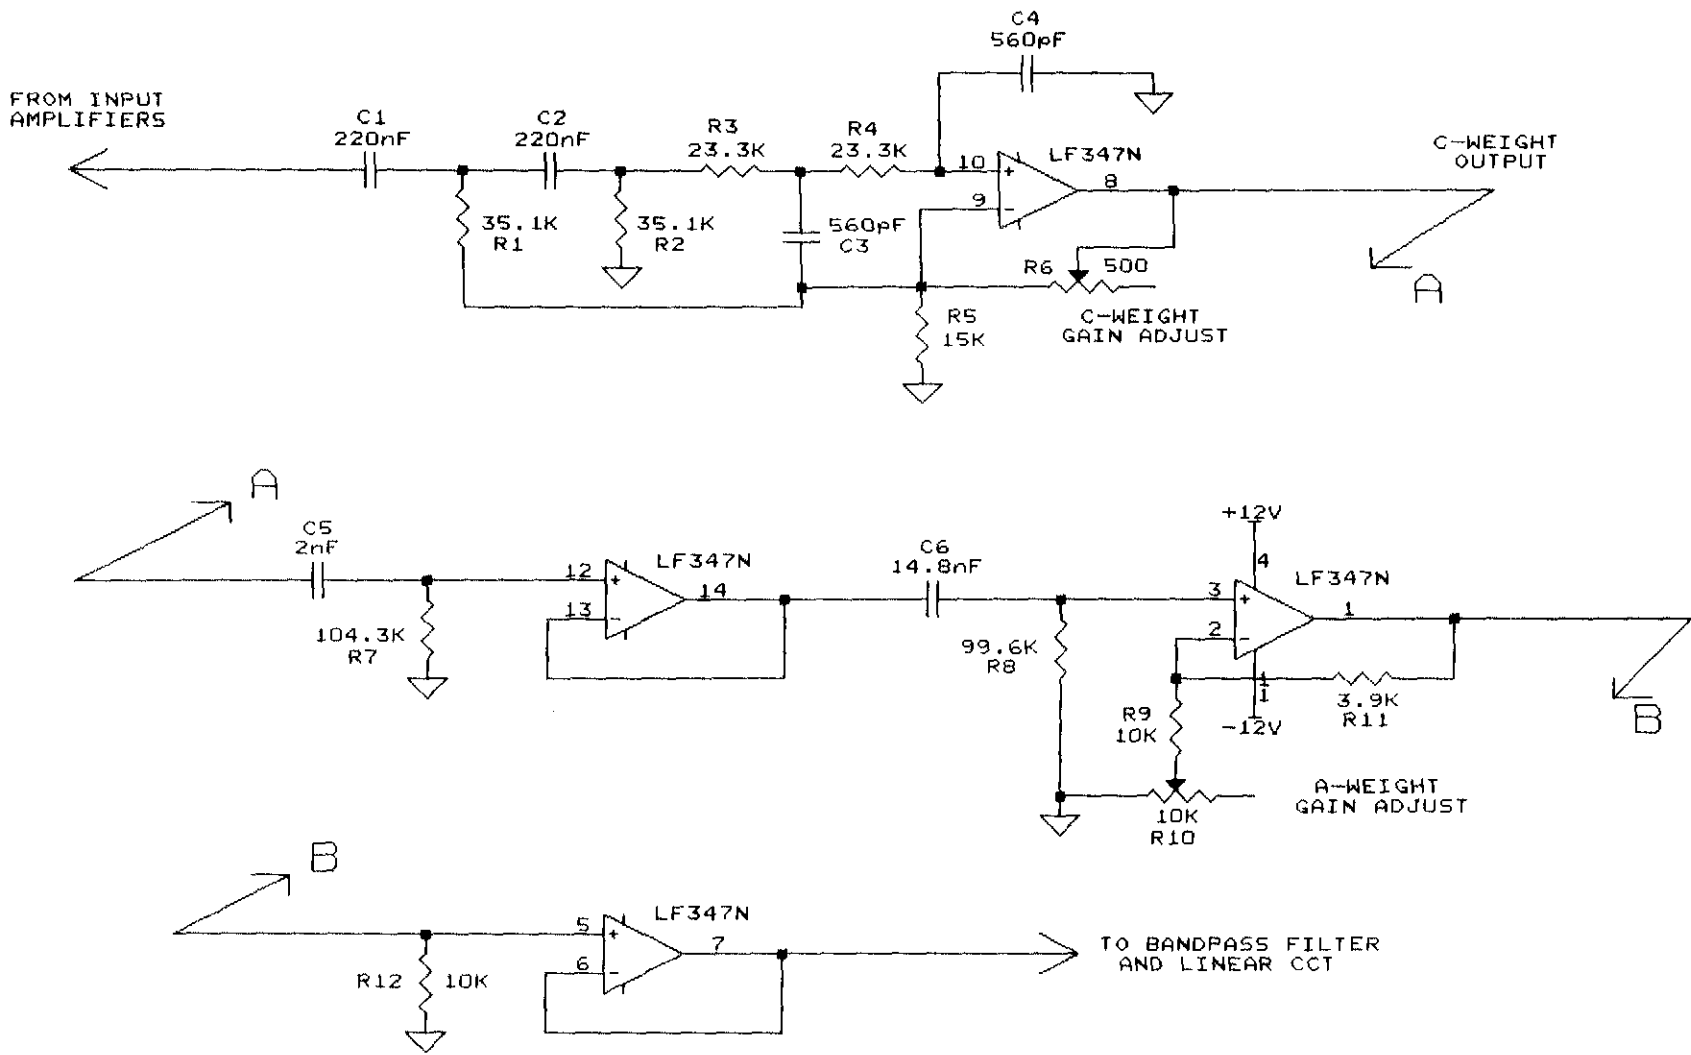 C4
560pF
FROM INPUT
AMPLIFIERS
C1
220nF
C2
220nF
R3
23.3K
R4
23.3K
LF347N
C-WEIGHT
OUTPUT
10
+
8
9
-
35.1K
R1
35.1K
R2
560pF
C3
R6
500
A
R5
15K
C-WEIGHT
GAIN ADJUST
A
C5
2nF
LF347N
12
+
14
13
-
104.3K
R7
C6
14.8nF
+12V
4
LF347N
3
+
1
2
-
99.6K
R8
1
1
3.9K
R11
R9
10K
-12V
B
A-WEIGHT
GAIN ADJUST
10K
R10
B
LF347N
5
+
7
6
-
R12
10K
TO BANDPASS FILTER
AND LINEAR CCT